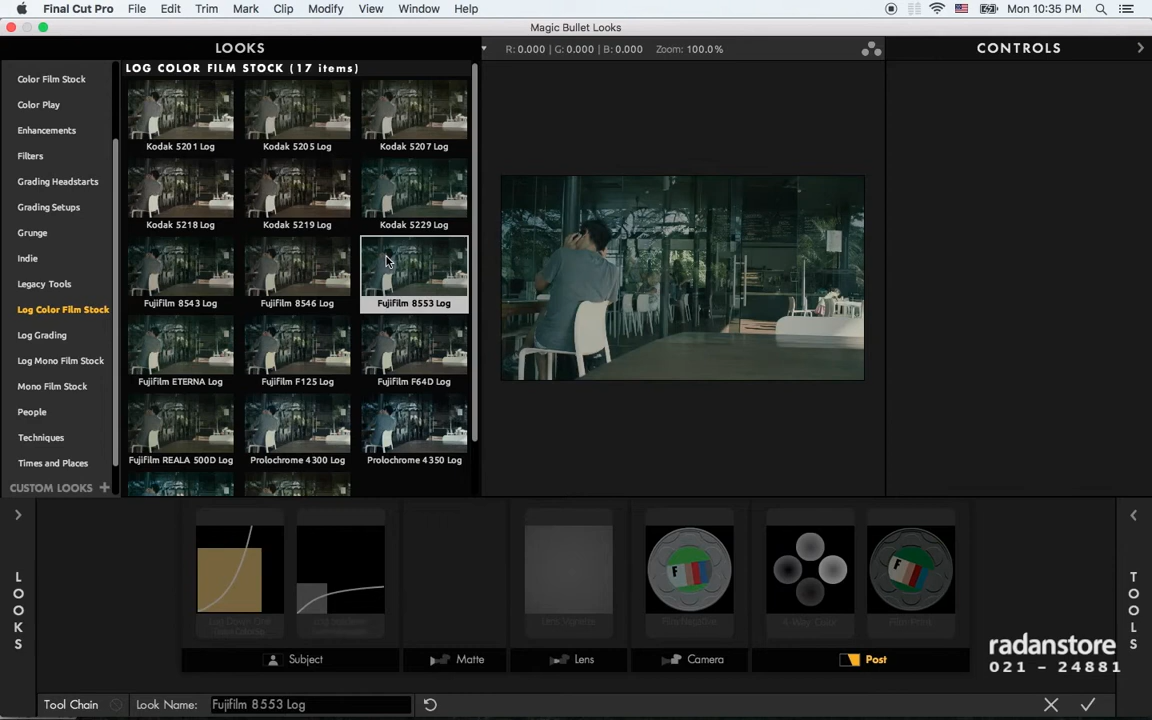 Final Cut Pro File Edit Trim Mark Clip Modify View Window Help Mon 10:35 PM
Magic Bullet Looks
LOOKS
R: 0.000 | G: 0.000 | B: 0.000 Zoom: 100.0%
CONTROLS
Color Film Stock
Color Play
Enhancements
Filters
Grading Headstarts
Grading Setups
Grunge
Indie
Legacy Tools
Log Color Film Stock
Log Grading
Log Mono Film Stock
Mono Film Stock
People
Techniques
Times and Places
CUSTOM LOOKS +
LOG COLOR FILM STOCK (17 items)
Kodak 5201 Log Kodak 5205 Log Kodak 5207 Log
Kodak 5218 Log Kodak 5219 Log Kodak 5229 Log
Fujifilm 8543 Log Fujifilm 8546 Log Fujifilm 8553 Log
Fujifilm ETERNA Log Fujifilm F125 Log Fujifilm F64D Log
Fujifilm REALA 500D Log Prolochrome 4300 Log Prolochrome 4350 Log
LOOKS
F
F
4-Way Color
Film Print
Subject Matte Lens Camera Post
TOOLS
radanstore
021 - 24881
Tool Chain Look Name: Fujifilm 8553 Log